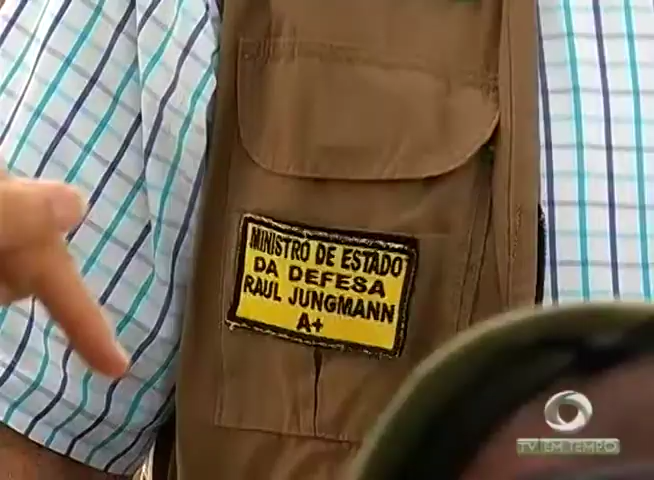 MINISTRO DE ESTADO
DA DEFESA
RAUL JUNGMANN
A+
TV EM TEMPO